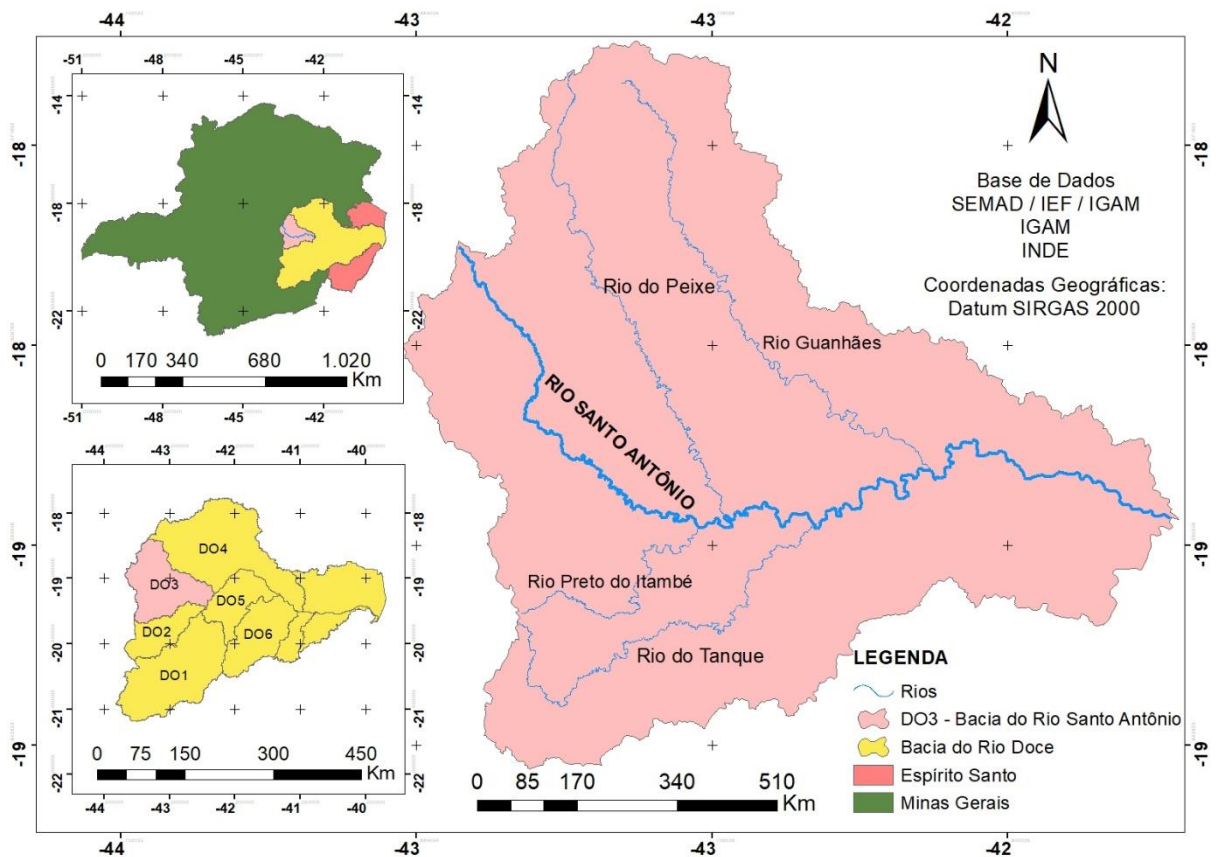 -44 -43 -43 -42
-51 -48 -45 -42
-14
-18
-22
-18
-18
-19
-19
0 170 340 680 1.020
Km
-51 -48 -45 -42
-44 -43 -42 -41 -40
-18
-19
-20
-21
-22
DO4
DO3
DO5
DO2
DO6
DO1
0 75 150 300 450
Km
-44 -43 -42 -41 -40
-18
-19
-20
-21
-22
N
Base de Dados
SEMAD / IEF / IGAM
IGAM
INDE
Coordenadas Geográficas:
Datum SIRGAS 2000
Rio do Peixe
Rio Guanhães
RIO SANTO ANTÔNIO
Rio Preto do Itambé
Rio do Tanque
0 85 170 340 510
Km
LEGENDA
Rios
DO3 - Bacia do Rio Santo Antônio
Bacia do Rio Doce
Espírito Santo
Minas Gerais
-14
-18
-22
-18
-18
-19
-19
-44 -43 -43 -42